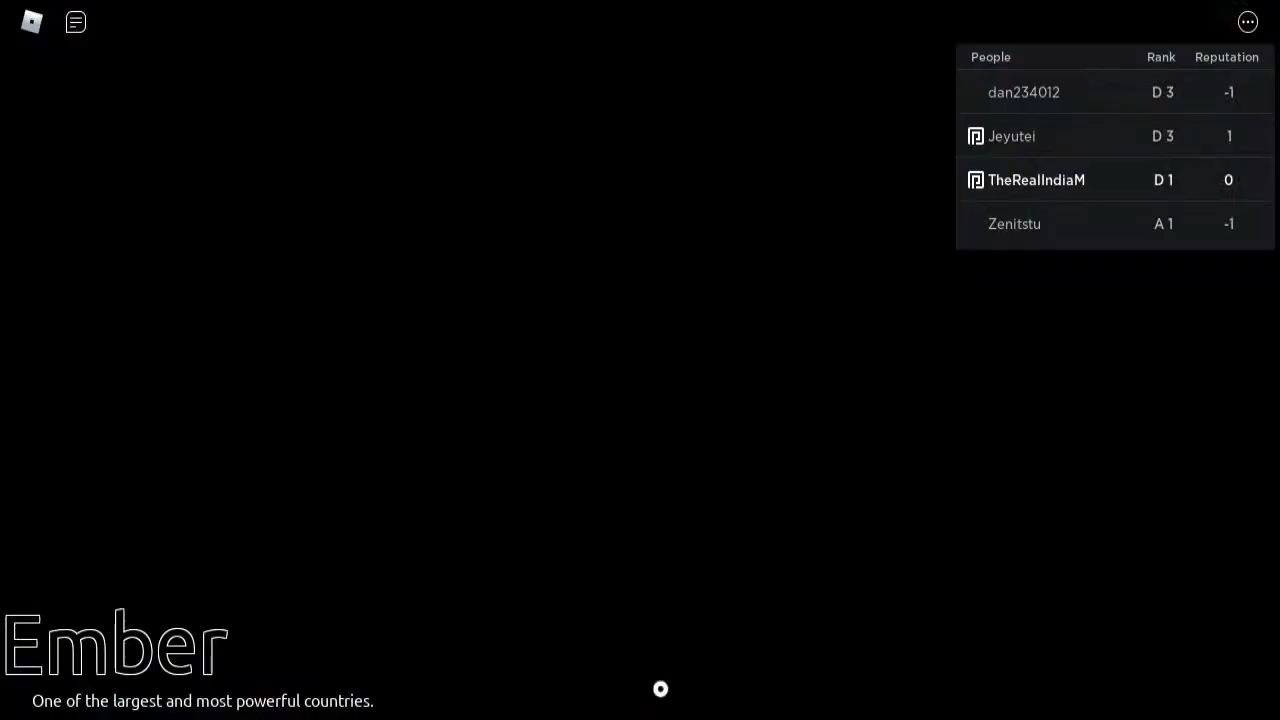 People Rank Reputation
dan234012 D 3 -1
Jeyutei D 3 1
TheRealIndiaM D 1 0
Zenitstu A 1 -1
Ember
One of the largest and most powerful countries.